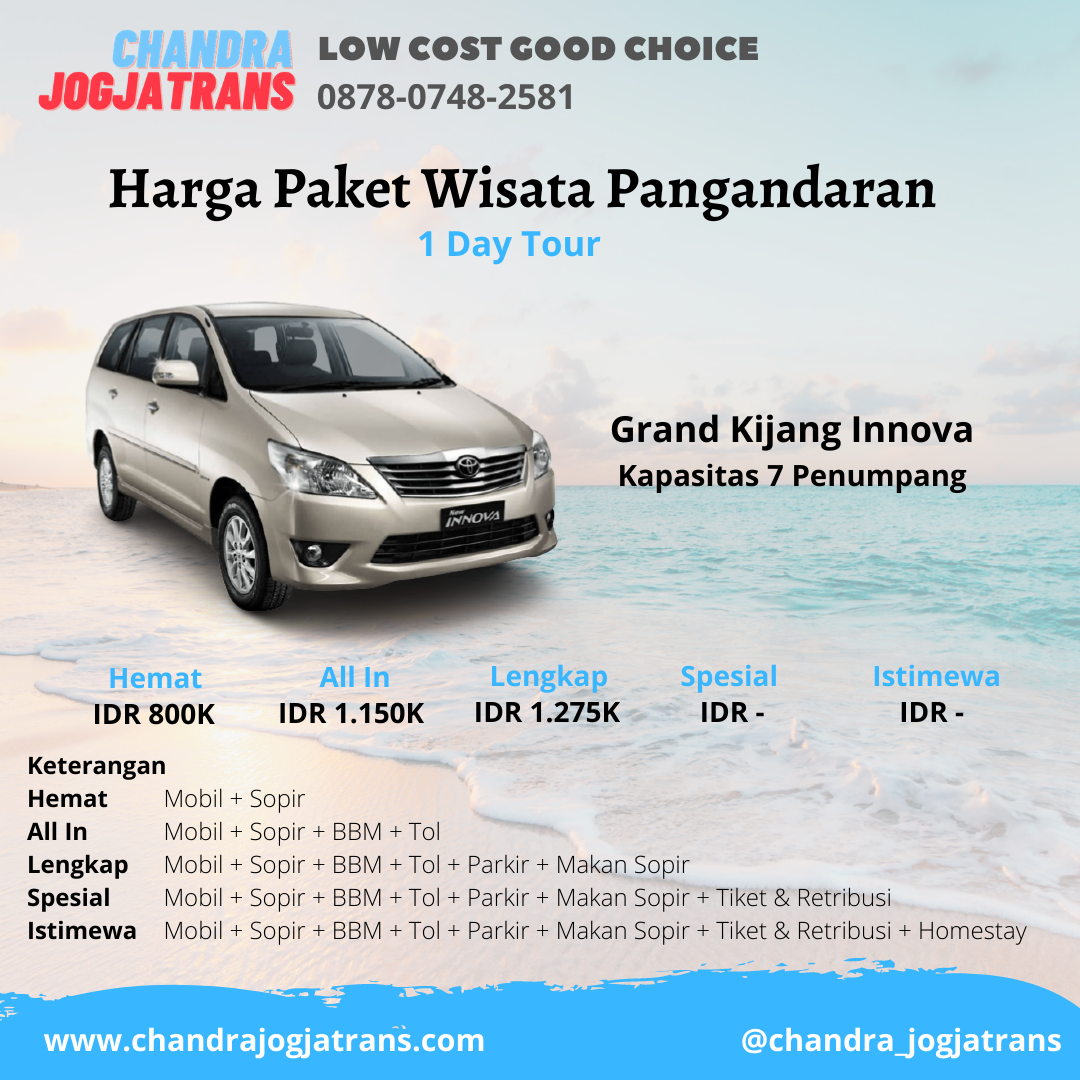 CHANDRA
JOGJATRANS
LOW COST GOOD CHOICE
0878-0748-2581
Harga Paket Wisata Pangandaran
1 Day Tour
New
INNOVA
Grand Kijang Innova
Kapasitas 7 Penumpang
Hemat All In Lengkap Spesial Istimewa
IDR 800K IDR 1.150K IDR 1.275K IDR - IDR -
Keterangan
Hemat Mobil + Sopir
All In Mobil + Sopir + BBM + Tol
Lengkap Mobil + Sopir + BBM + Tol + Parkir + Makan Sopir
Spesial Mobil + Sopir + BBM + Tol + Parkir + Makan Sopir + Tiket & Retribusi
Istimewa Mobil + Sopir + BBM + Tol + Parkir + Makan Sopir + Tiket & Retribusi + Homestay
www.chandrajogjatrans.com @chandra_jogjatrans